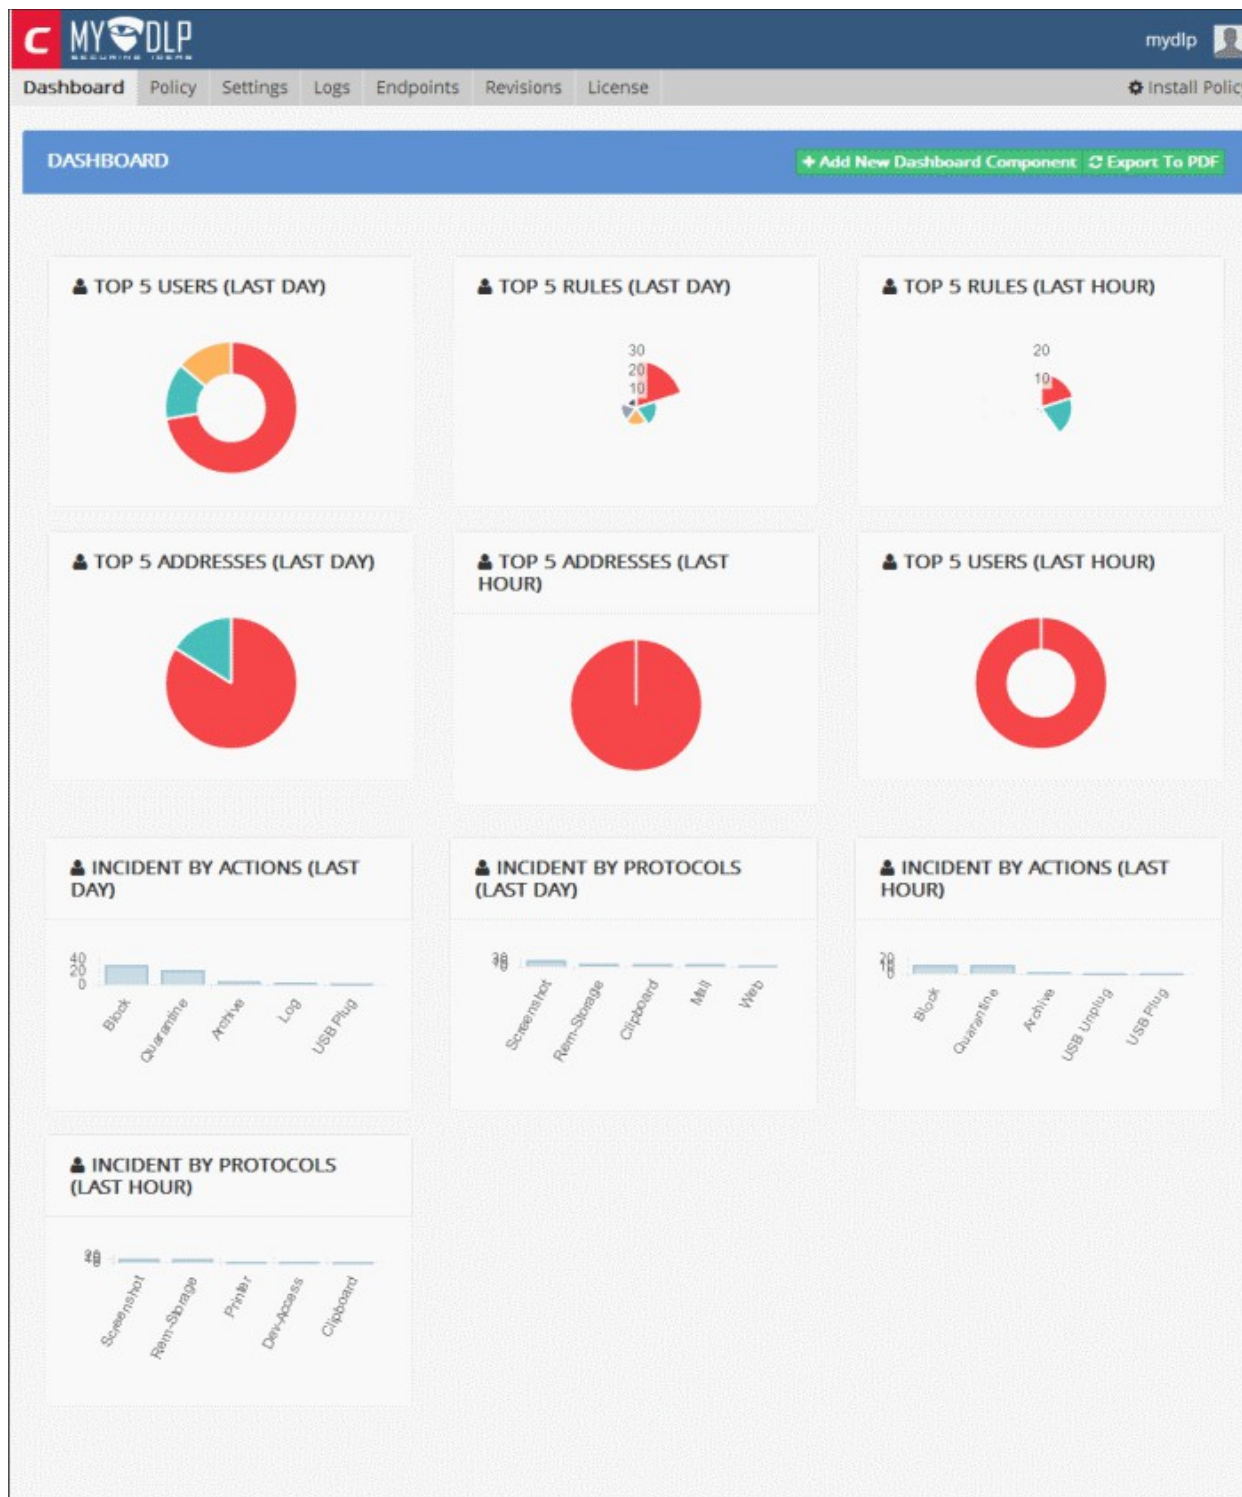 C MYDLP
SECURING IDEAS
mydlp
Dashboard Policy Settings Logs Endpoints Revisions License
Install Policy
DASHBOARD
+ Add New Dashboard Component Export To PDF
TOP 5 USERS (LAST DAY)
TOP 5 RULES (LAST DAY)
30
20
10
TOP 5 RULES (LAST HOUR)
20
10
TOP 5 ADDRESSES (LAST DAY)
TOP 5 ADDRESSES (LAST
HOUR)
TOP 5 USERS (LAST HOUR)
INCIDENT BY ACTIONS (LAST
DAY)
40
20
0
Block Quarantine Archive Log USB Plug
INCIDENT BY PROTOCOLS
(LAST DAY)
Screenshot Rem-Storage Clipboard Mail Web
INCIDENT BY ACTIONS (LAST
HOUR)
Block Quarantine Archive USB Unplug USB Plug
INCIDENT BY PROTOCOLS
(LAST HOUR)
Screenshot Rem-Storage Printer Dev-Access Clipboard